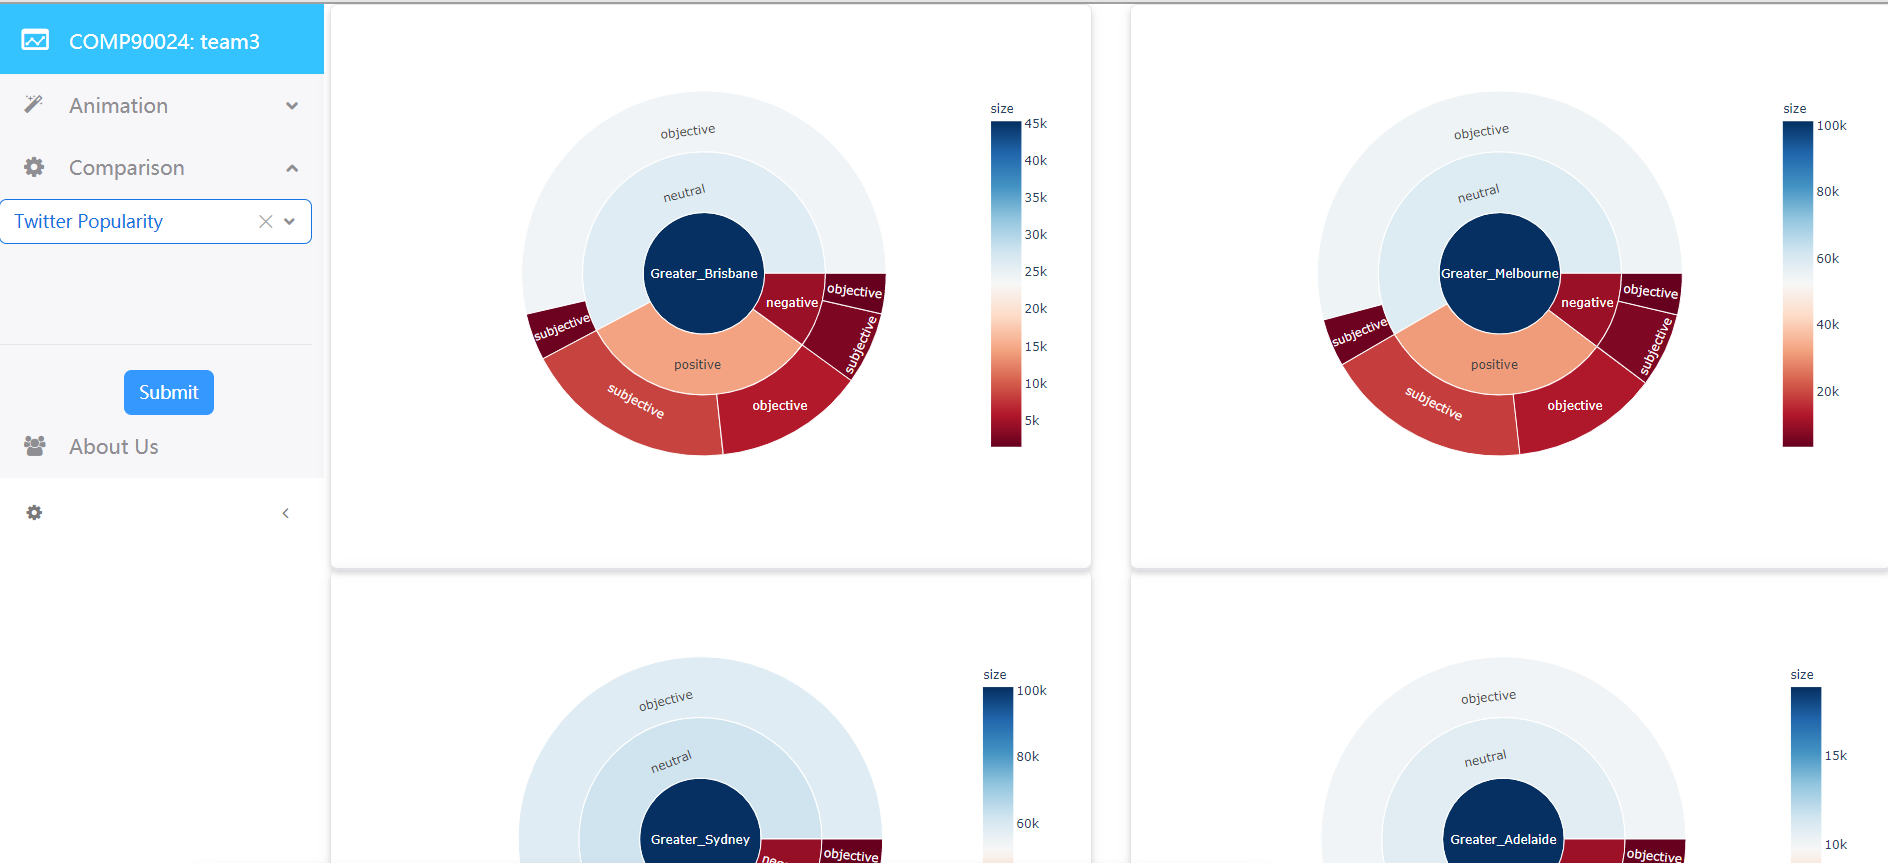 COMP90024: team3
Animation
Comparison
Twitter Popularity
Submit
About Us
objective
neutral
Greater_Brisbane
negative
objective
subjective
subjective
positive
subjective
objective
size
45k
40k
35k
30k
25k
20k
15k
10k
5k
objective
neutral
Greater_Melbourne
negative
objective
subjective
subjective
positive
subjective
objective
size
100k
80k
60k
40k
20k
objective
neutral
Greater_Sydney
objective
size
100k
80k
60k
objective
neutral
Greater_Adelaide
objective
size
15k
10k